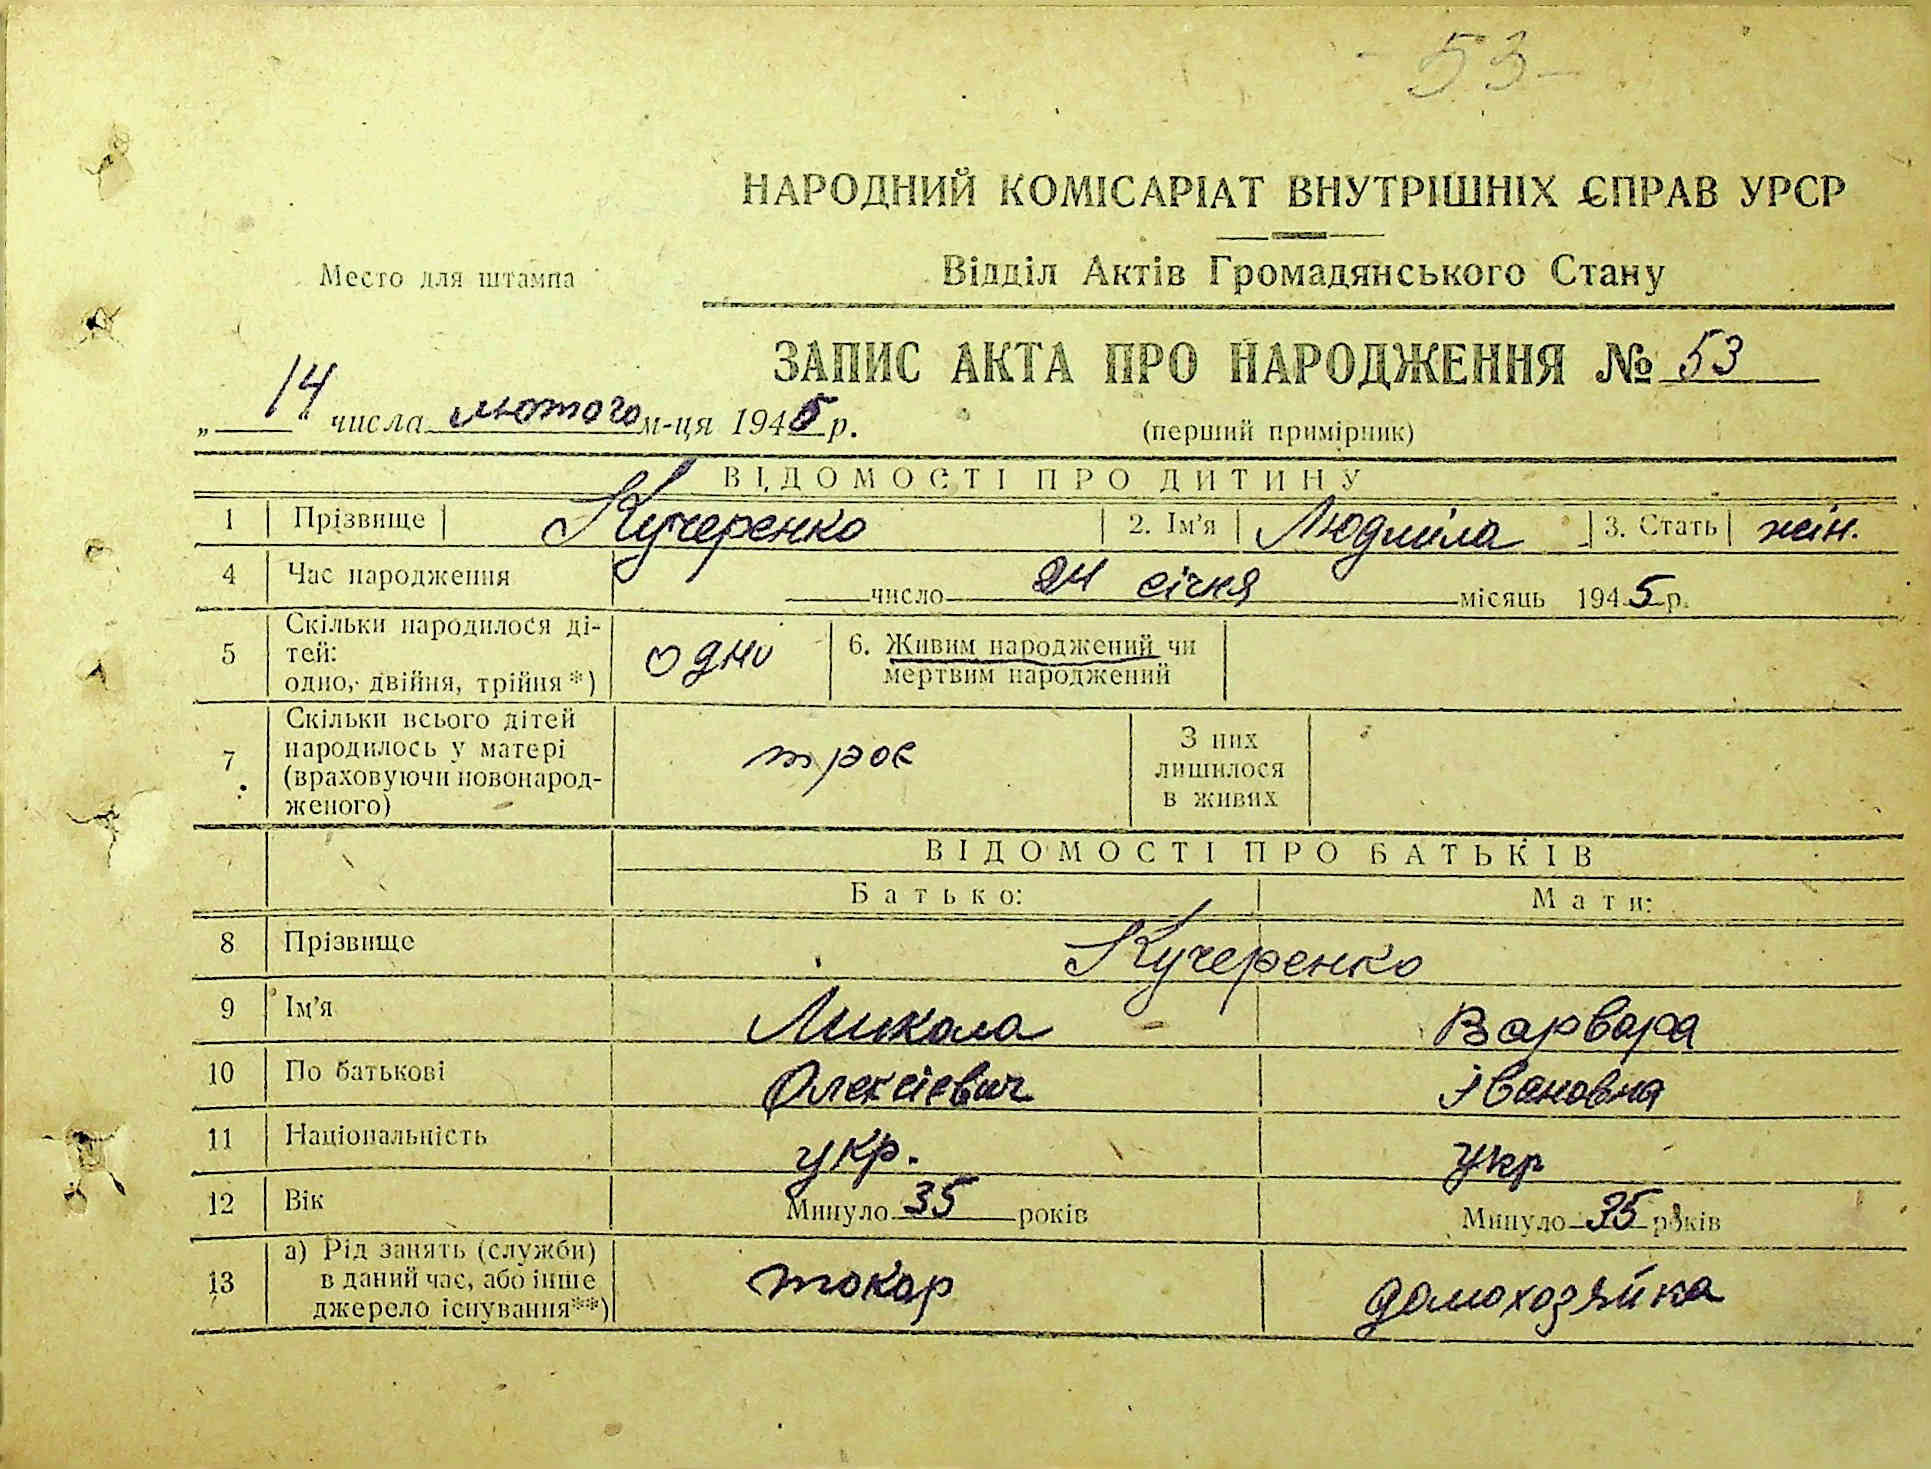 - 53 -
НАРОДНИЙ КОМІСАРІАТ ВНУТРІШНІХ СПРАВ УРСР
Место для штампа
Відділ Актів Громадянського Стану
ЗАПИС АКТА ПРО НАРОДЖЕННЯ № 53
„14“ числа лютого м-ця 1945 р.
(перший примірник)
ВІДОМОСТІ ПРО ДИТИНУ
1 Прізвище Кучеренко 2. Ім'я Людміла 3. Стать жін.
4 Час народження число 24 січня місяць 1945 р.
5 Скільки народилося ді-
тей:
одно, двійня, трійня*) одно
6. Живим народжений чи
мертвим народжений
7 Скільки всього дітей
народилось у матері
(враховуючи новонарод-
женого) троє
З них
лишилося
в живих
ВІДОМОСТІ ПРО БАТЬКІВ
Батько: Мати:
8 Прізвище Кучеренко
9 Ім'я Микола Варвара
10 По батькові Олексієвич Івановна
11 Національність укр. укр
12 Вік Минуло 35 років Минуло 35 років
13 а) Рід занять (служби)
в даний час, або інше
джерело існування**) токар домохозяйка